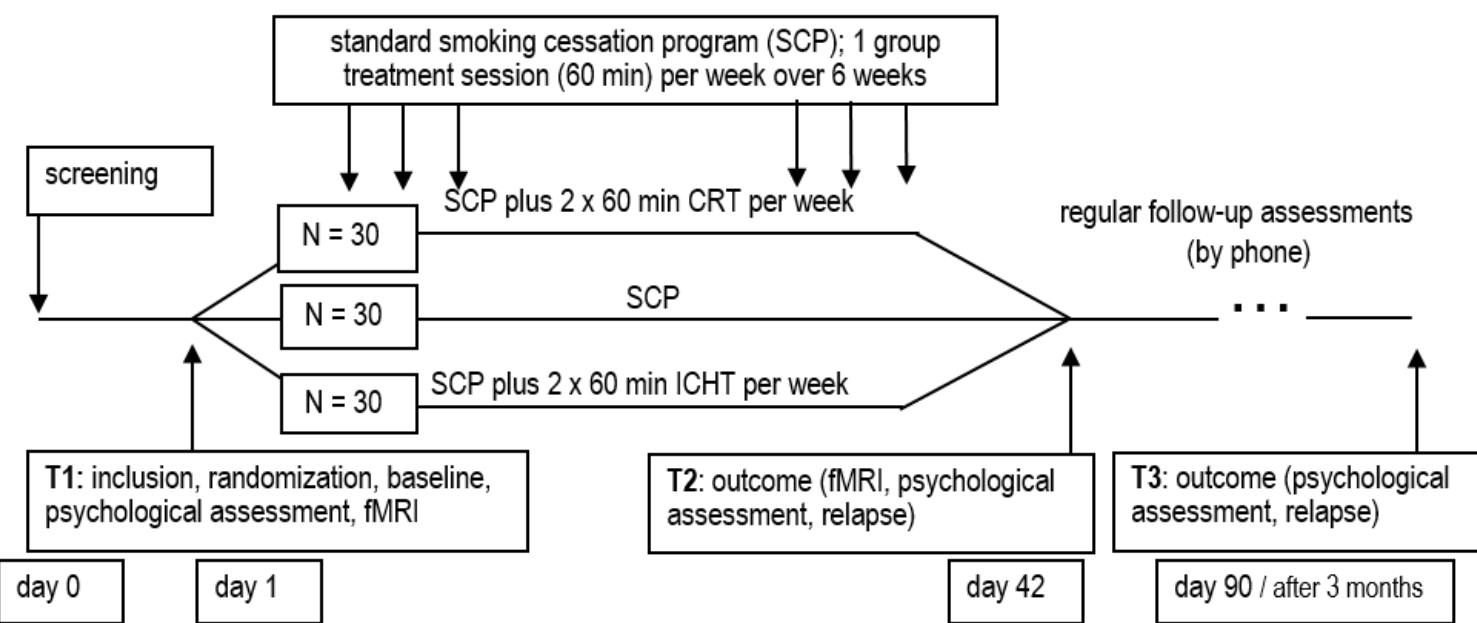 standard smoking cessation program (SCP); 1 group
treatment session (60 min) per week over 6 weeks
screening
SCP plus 2 x 60 min CRT per week
N = 30
regular follow-up assessments
(by phone)
SCP
N = 30
...
SCP plus 2 x 60 min ICHT per week
N = 30
T1: inclusion, randomization, baseline,
psychological assessment, fMRI
T2: outcome (fMRI, psychological
assessment, relapse)
T3: outcome (psychological
assessment, relapse)
day 0
day 1
day 42
day 90 / after 3 months